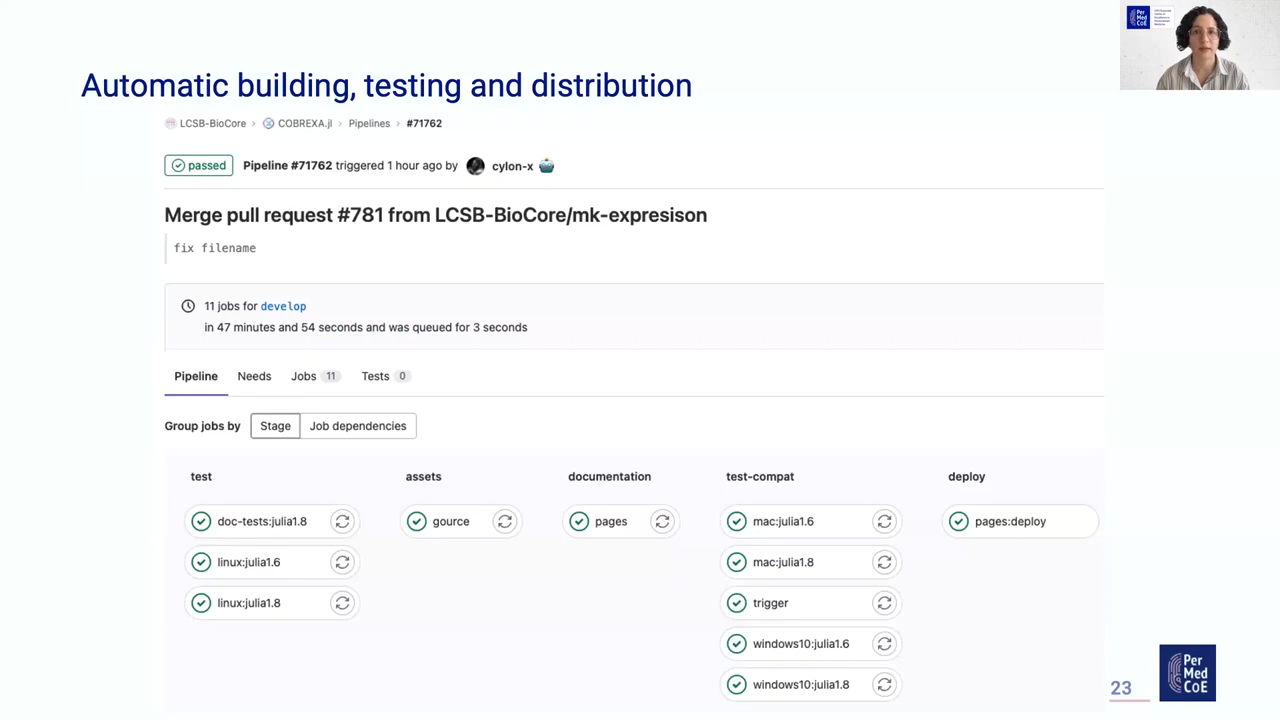 Automatic building, testing and distribution
LCSB-BioCore > COBREXA.jl > Pipelines > #71762
passed Pipeline #71762 triggered 1 hour ago by cylon-x
Merge pull request #781 from LCSB-BioCore/mk-expresison
fix filename
11 jobs for develop
in 47 minutes and 54 seconds and was queued for 3 seconds
Pipeline Needs Jobs 11 Tests 0
Group jobs by Stage Job dependencies
test assets documentation test-compat deploy
doc-tests:julia1.8 gource pages mac:julia1.6 pages:deploy
linux:julia1.6 mac:julia1.8
linux:julia1.8 trigger
windows10:julia1.6
windows10:julia1.8
23
Per
Med
CoE
Per
Med
CoE